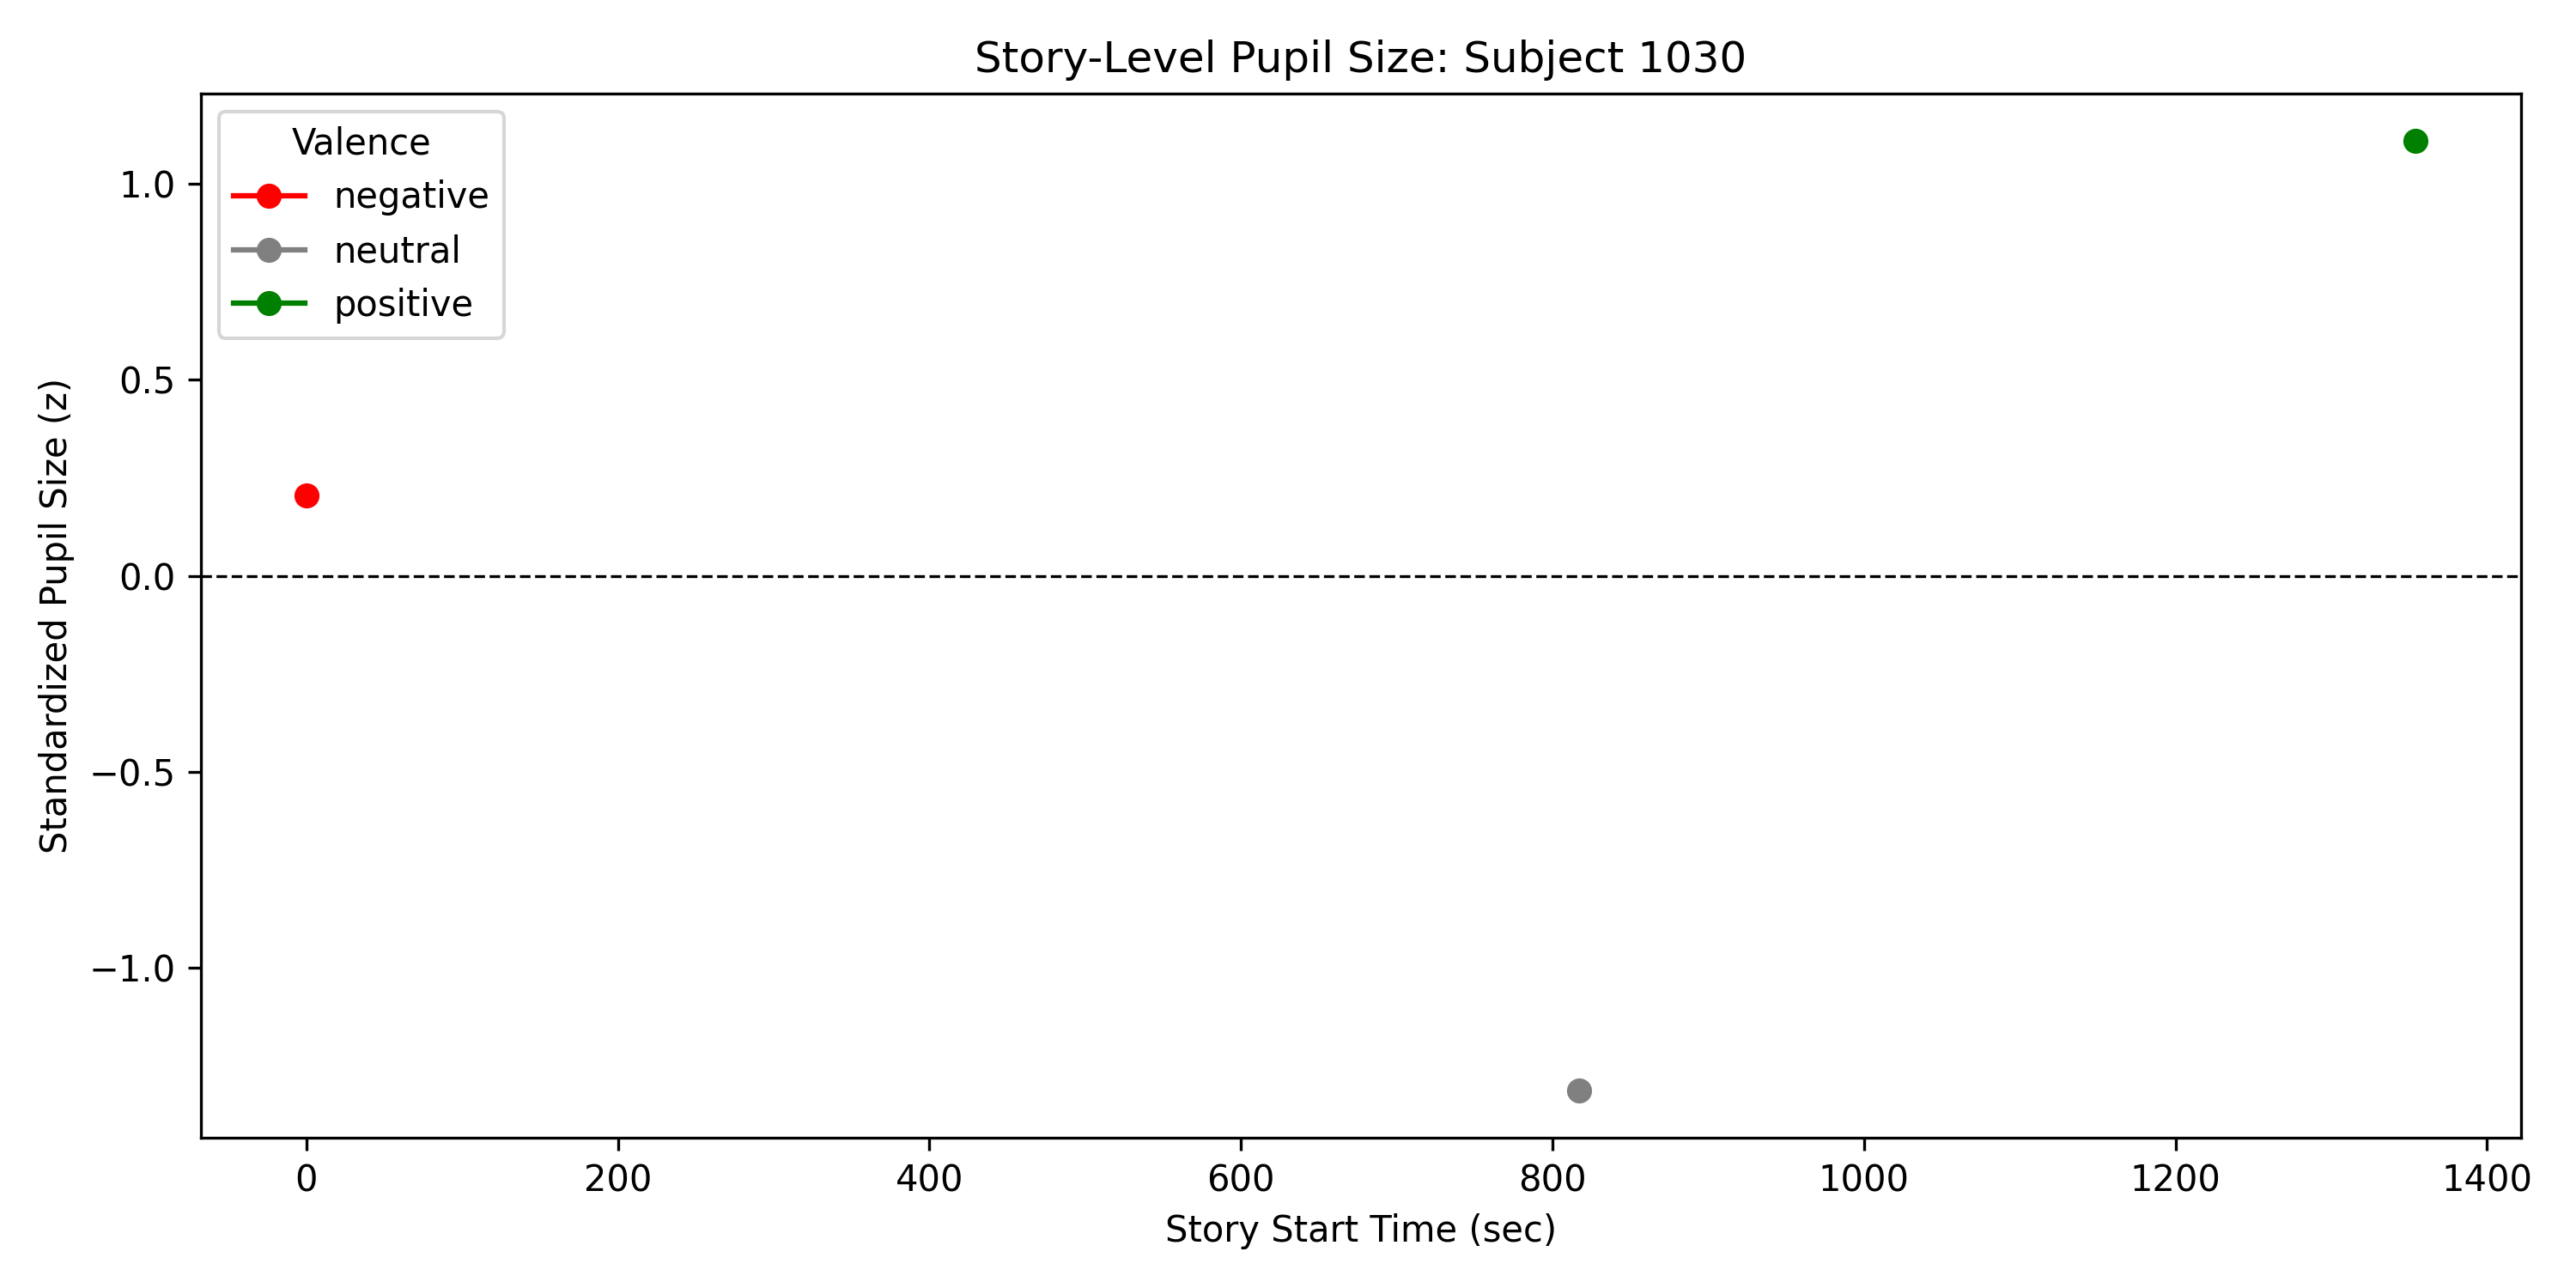 Story-Level Pupil Size: Subject 1030
Valence
negative
neutral
positive
Standardized Pupil Size (z)
1.0
0.5
0.0
−0.5
−1.0
0 200 400 600 800 1000 1200 1400
Story Start Time (sec)